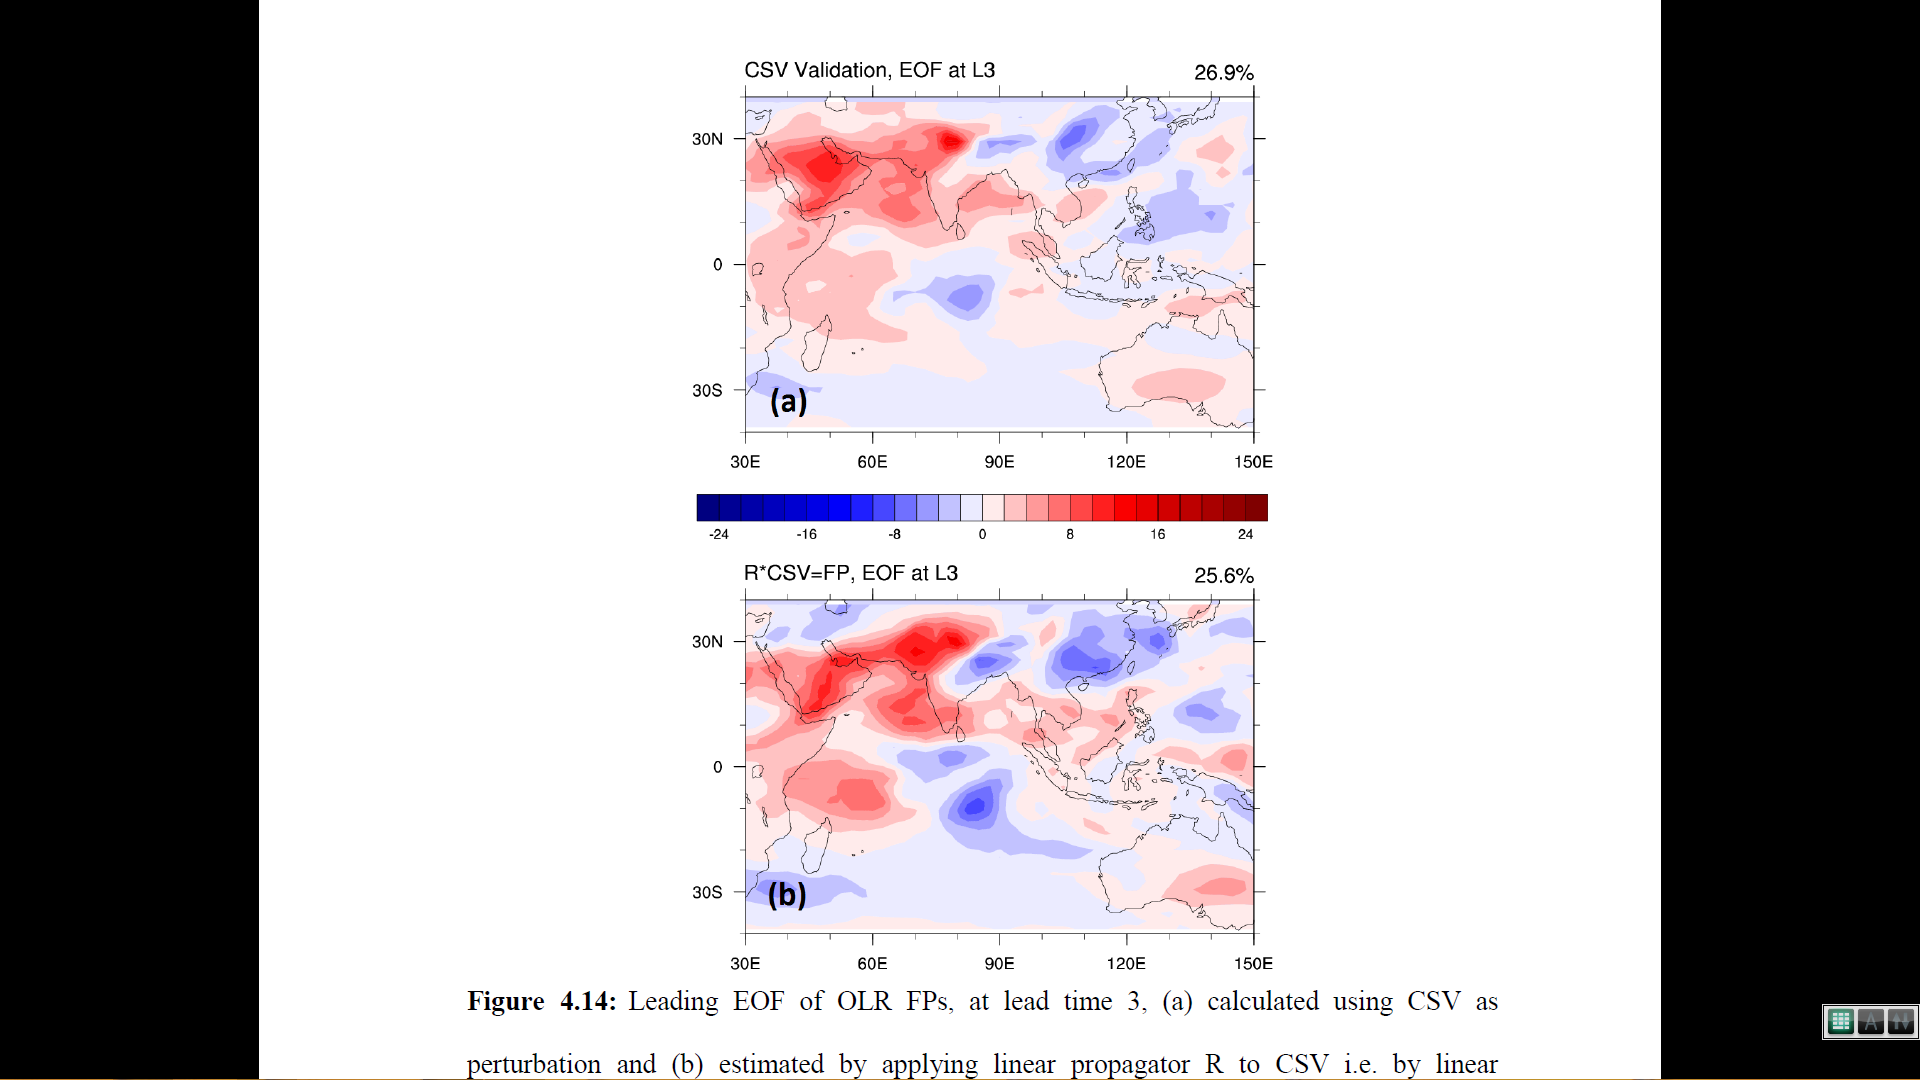 CSV Validation, EOF at L3 26.9%
30N
0
30S
(a)
30E 60E 90E 120E 150E
-24 -16 -8 0 8 16 24
R*CSV=FP, EOF at L3 25.6%
30N
0
30S
(b)
30E 60E 90E 120E 150E
Figure 4.14: Leading EOF of OLR FPs, at lead time 3, (a) calculated using CSV as
perturbation and (b) estimated by applying linear propagator R to CSV i.e. by linear
A